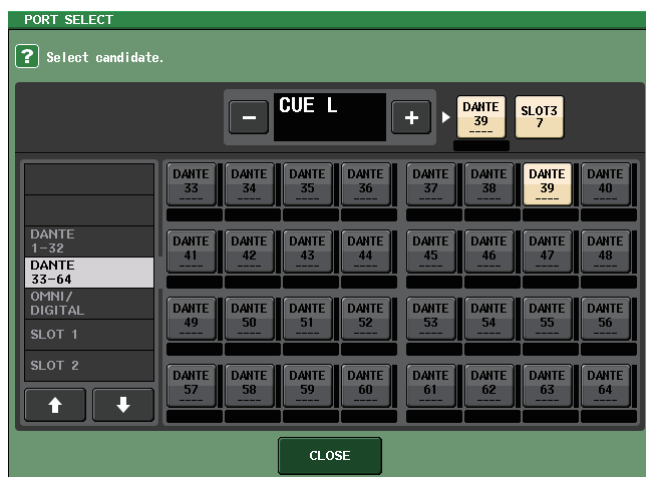 PORT SELECT
? Select candidate.
− CUE L + DANTE 39 ---- SLOT3 7
DANTE 33 ---- DANTE 34 ---- DANTE 35 ---- DANTE 36 ---- DANTE 37 ---- DANTE 38 ---- DANTE 39 ---- DANTE 40 ----
DANTE 1-32
DANTE 41 ---- DANTE 42 ---- DANTE 43 ---- DANTE 44 ---- DANTE 45 ---- DANTE 46 ---- DANTE 47 ---- DANTE 48 ----
DANTE 33-64
OMNI/ DIGITAL
DANTE 49 ---- DANTE 50 ---- DANTE 51 ---- DANTE 52 ---- DANTE 53 ---- DANTE 54 ---- DANTE 55 ---- DANTE 56 ----
SLOT 1
SLOT 2
DANTE 57 ---- DANTE 58 ---- DANTE 59 ---- DANTE 60 ---- DANTE 61 ---- DANTE 62 ---- DANTE 63 ---- DANTE 64 ----
CLOSE